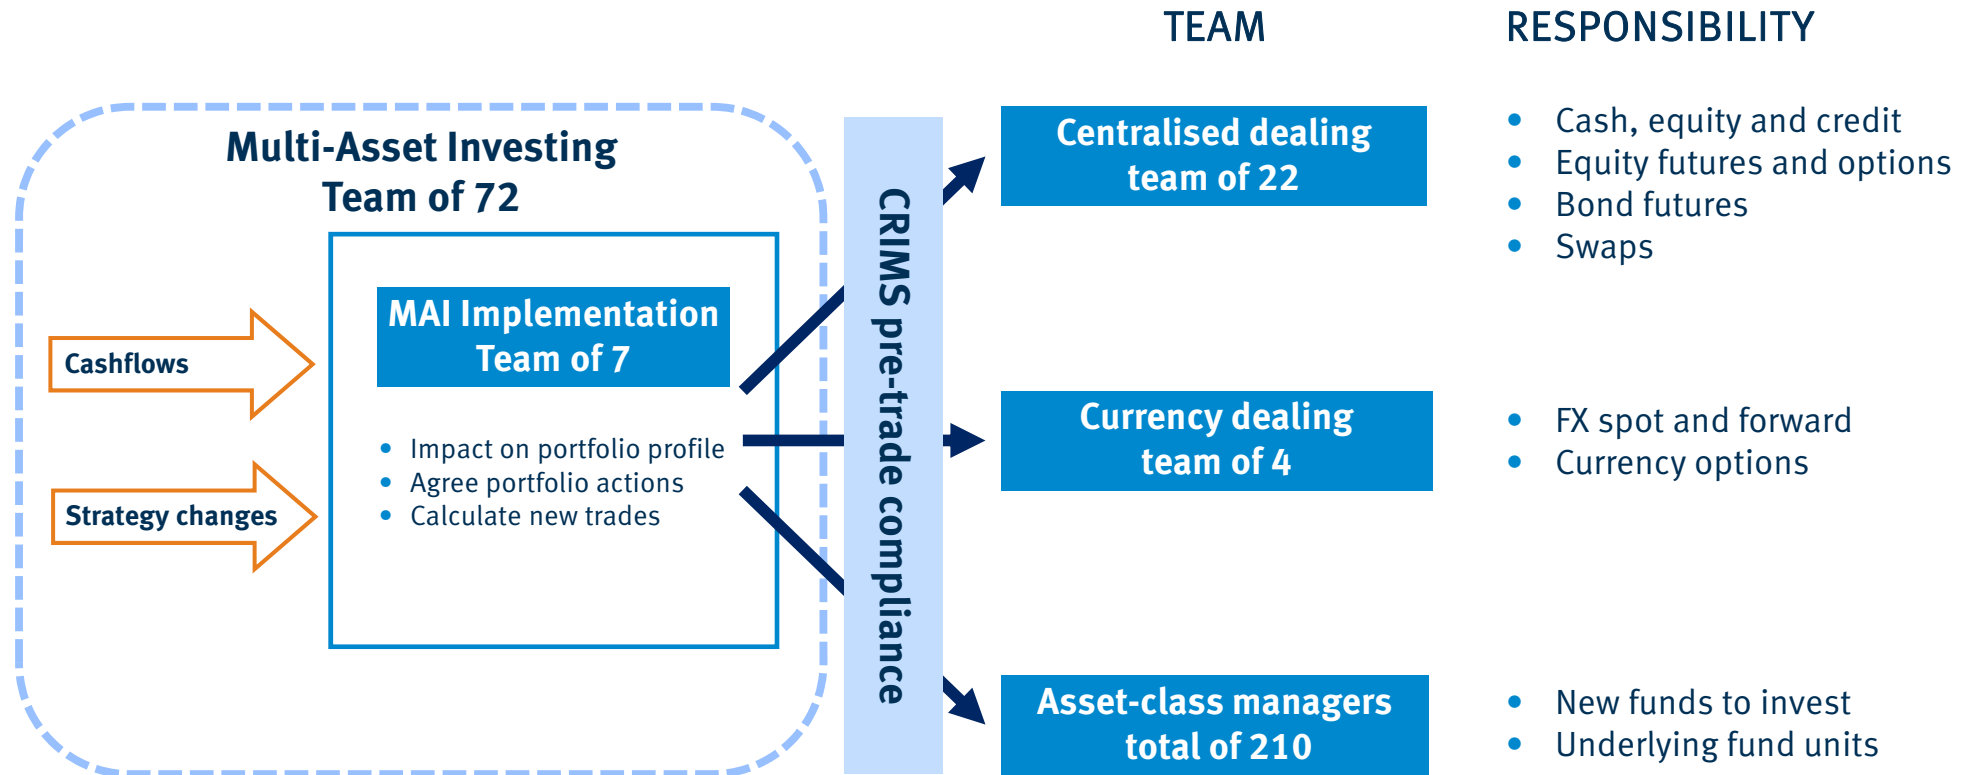 TEAM
RESPONSIBILITY
Multi-Asset Investing
Team of 72
Cashflows
Strategy changes
MAI Implementation
Team of 7
• Impact on portfolio profile
• Agree portfolio actions
• Calculate new trades
CRIMS pre-trade compliance
Centralised dealing
team of 22
• Cash, equity and credit
• Equity futures and options
• Bond futures
• Swaps
Currency dealing
team of 4
• FX spot and forward
• Currency options
Asset-class managers
total of 210
• New funds to invest
• Underlying fund units